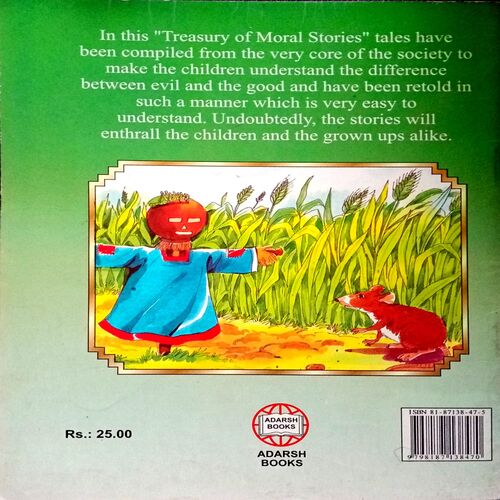 In this "Treasury of Moral Stories" tales have
been compiled from the very core of the society to
make the children understand the difference
between evil and the good and have been retold in
such a manner which is very easy to
understand. Undoubtedly, the stories will
enthrall the children and the grown ups alike.
Rs.: 25.00
ADARSH
BOOKS
ADARSH
BOOKS
ISBN 81-87138-47-5
9 798187 138470